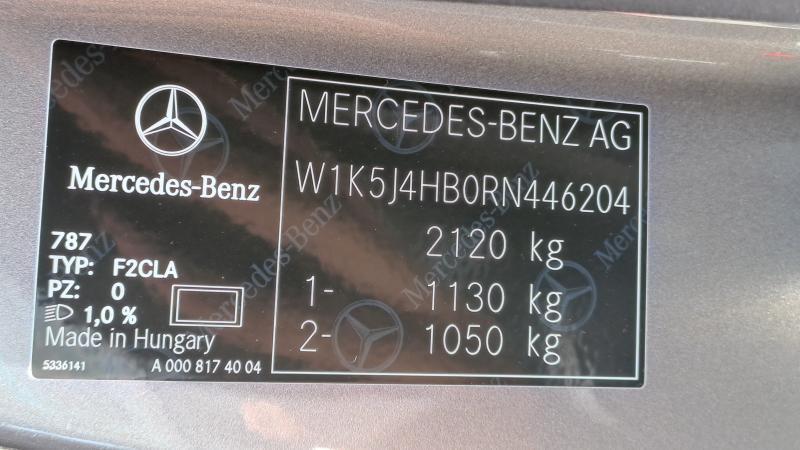 Mercedes-Benz
787
TYP: F2CLA
PZ: 0
1,0 %
Made in Hungary
5336141 A 000 817 40 04
MERCEDES-BENZ AG
W1K5J4HB0RN446204
2120 kg
1- 1130 kg
2- 1050 kg